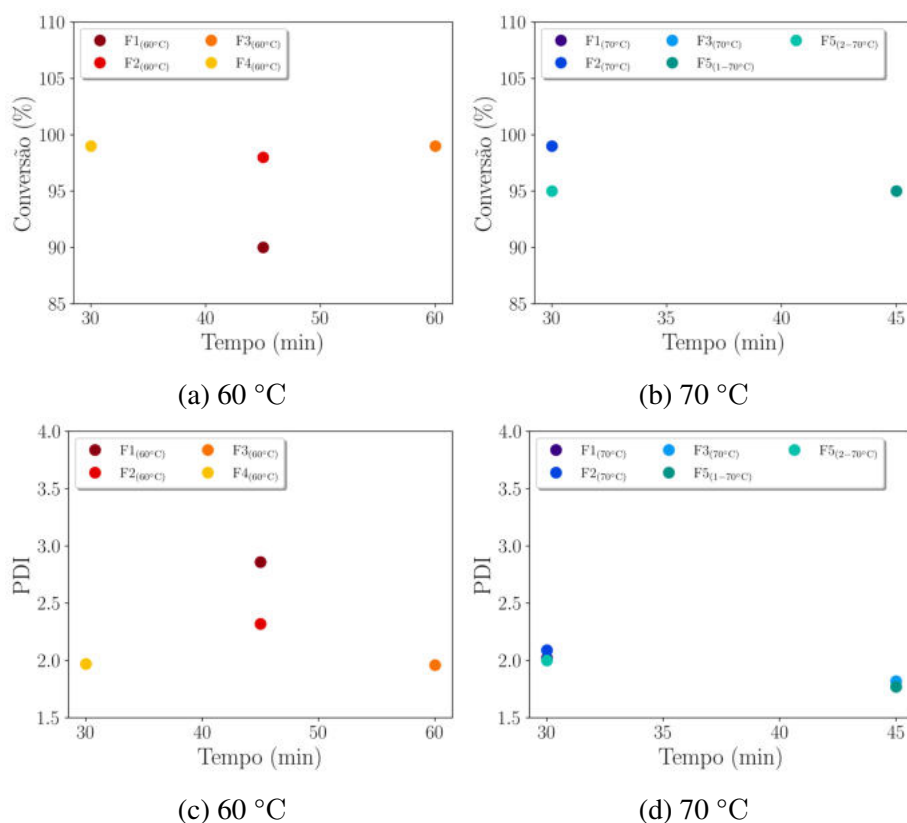 110
105
100
95
90
85
Conversão (%)
F1(60°C) F3(60°C)
F2(60°C) F4(60°C)
30 40 50 60
Tempo (min)
(a) 60 °C
110
105
100
95
90
85
Conversão (%)
F1(70°C) F3(70°C) F5(2−70°C)
F2(70°C) F5(1−70°C)
30 35 40 45
Tempo (min)
(b) 70 °C
4.0
3.5
3.0
2.5
2.0
1.5
PDI
F1(60°C) F3(60°C)
F2(60°C) F4(60°C)
30 40 50 60
Tempo (min)
(c) 60 °C
4.0
3.5
3.0
2.5
2.0
1.5
PDI
F1(70°C) F3(70°C) F5(2−70°C)
F2(70°C) F5(1−70°C)
30 35 40 45
Tempo (min)
(d) 70 °C